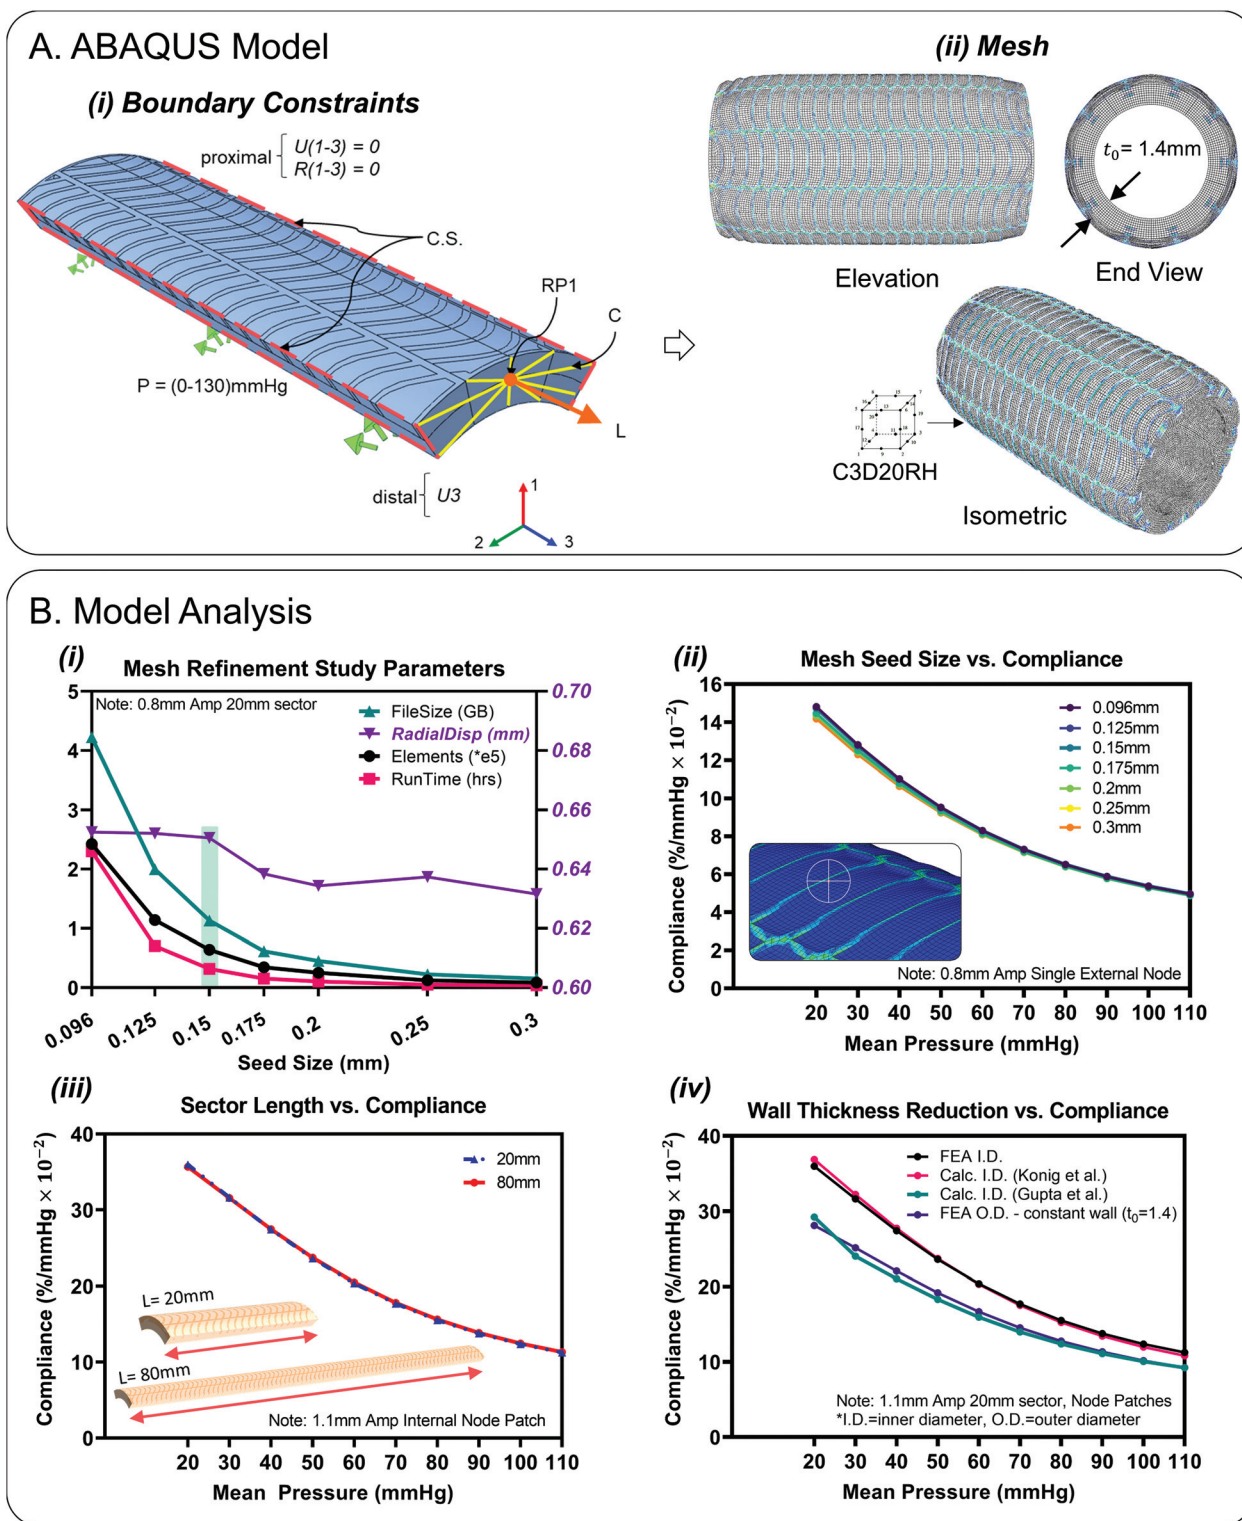 A. ABAQUS Model
(i) Boundary Constraints
proximal
U(1-3) = 0
R(1-3) = 0
C.S.
RP1
C
P = (0-130)mmHg
L
distal
U3
1
2
3
(ii) Mesh
t₀= 1.4mm
Elevation
End View
C3D20RH
Isometric
B. Model Analysis
(i)
Mesh Refinement Study Parameters
Note: 0.8mm Amp 20mm sector
FileSize (GB)
RadialDisp (mm)
Elements (*e5)
RunTime (hrs)
5
4
3
2
1
0
0.70
0.68
0.66
0.64
0.62
0.60
0.096
0.125
0.15
0.175
0.2
0.25
0.3
Seed Size (mm)
(ii)
Mesh Seed Size vs. Compliance
Compliance (%/mmHg × 10⁻²)
16
14
12
10
8
6
4
2
0
0.096mm
0.125mm
0.15mm
0.175mm
0.2mm
0.25mm
0.3mm
Note: 0.8mm Amp Single External Node
20 30 40 50 60 70 80 90 100 110
Mean Pressure (mmHg)
(iii)
Sector Length vs. Compliance
Compliance (%/mmHg × 10⁻²)
40
30
20
10
0
20mm
80mm
L= 20mm
L= 80mm
Note: 1.1mm Amp Internal Node Patch
20 30 40 50 60 70 80 90 100 110
Mean Pressure (mmHg)
(iv)
Wall Thickness Reduction vs. Compliance
Compliance (%/mmHg × 10⁻²)
40
30
20
10
0
FEA I.D.
Calc. I.D. (Konig et al.)
Calc. I.D. (Gupta et al.)
FEA O.D. - constant wall (t₀=1.4)
Note: 1.1mm Amp 20mm sector, Node Patches
*I.D.=inner diameter, O.D.=outer diameter
20 30 40 50 60 70 80 90 100 110
Mean Pressure (mmHg)